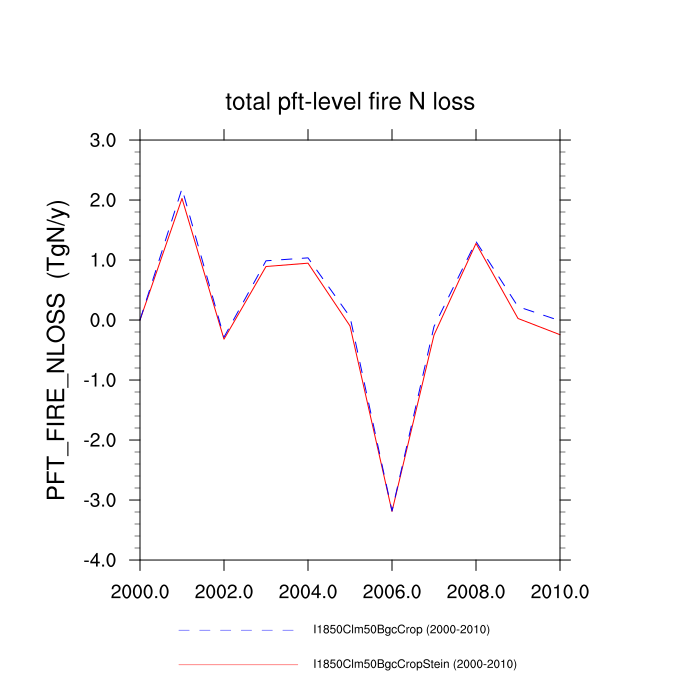 total pft-level fire N loss
PFT_FIRE_NLOSS (TgN/y)
3.0
2.0
1.0
0.0
-1.0
-2.0
-3.0
-4.0
2000.0 2002.0 2004.0 2006.0 2008.0 2010.0
I1850Clm50BgcCrop (2000-2010)
I1850Clm50BgcCropStein (2000-2010)